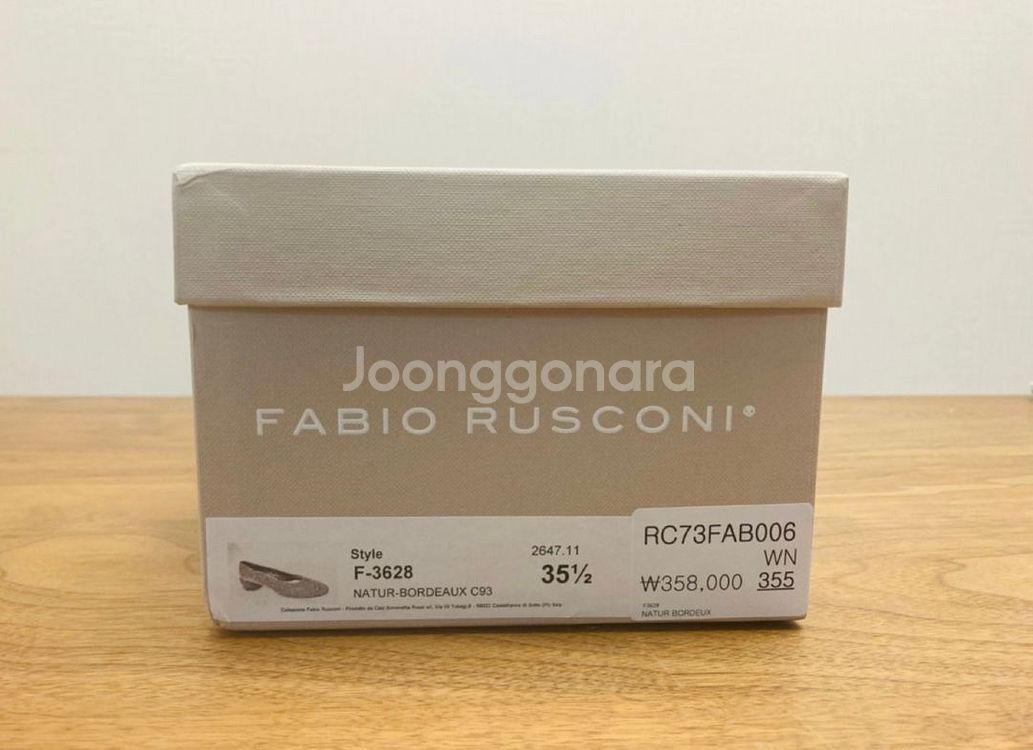 Joonggonara
FABIO RUSCONI
Style
F-3628
NATUR-BORDEAUX C93
2647.11
35½
RC73FAB006
WN
₩358,000 355
F3628
NATUR BORDEUX